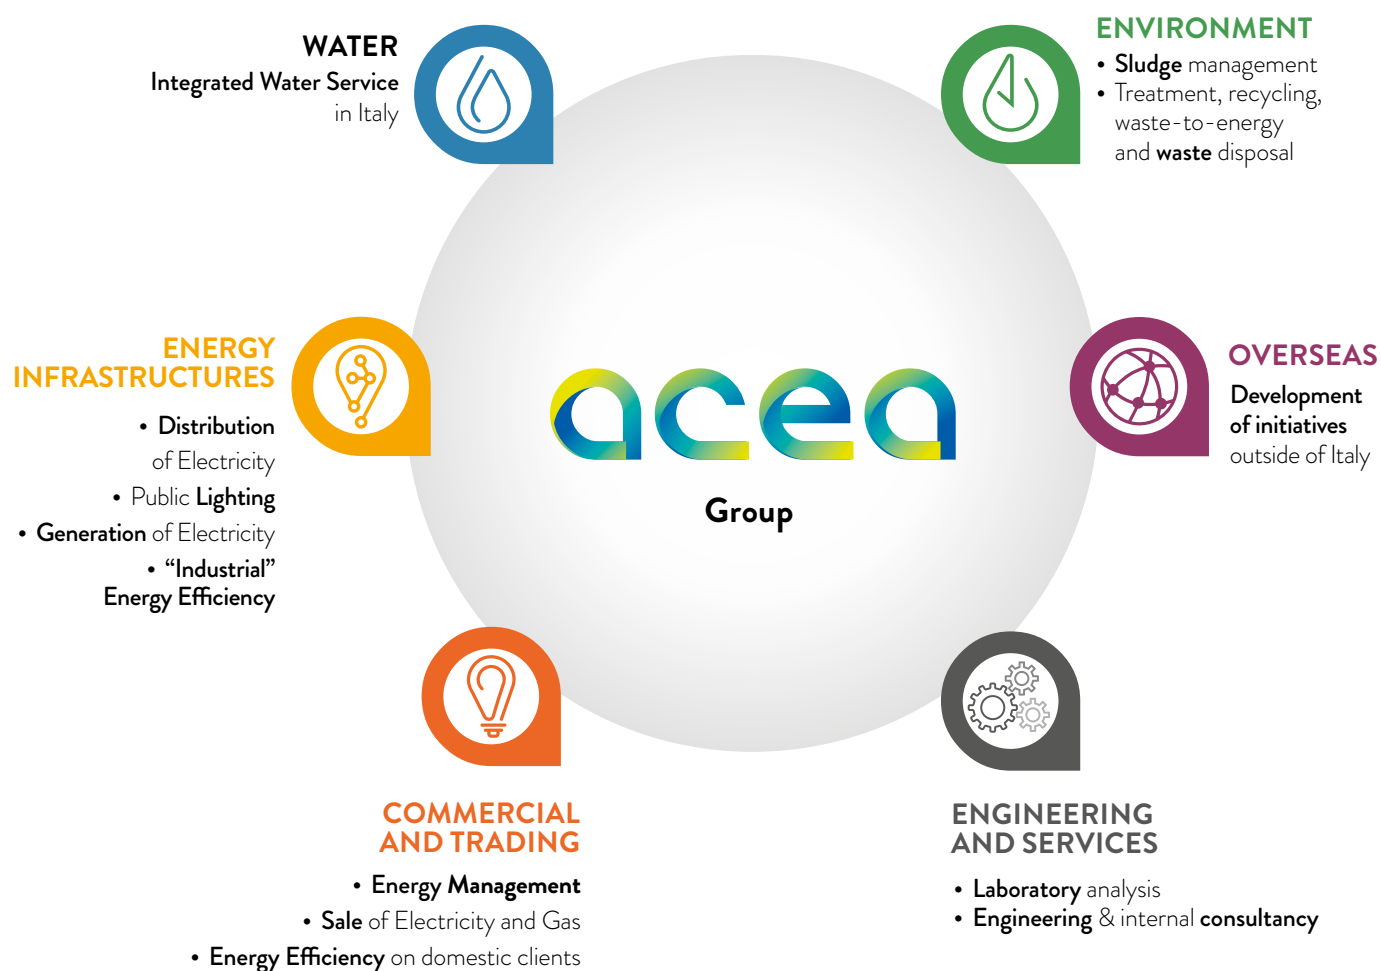 WATER
Integrated Water Service
in Italy
ENVIRONMENT
• Sludge management
• Treatment, recycling,
waste-to-energy
and waste disposal
ENERGY
INFRASTRUCTURES
• Distribution
of Electricity
• Public Lighting
• Generation of Electricity
• “Industrial”
Energy Efficiency
acea
Group
OVERSEAS
Development
of initiatives
outside of Italy
COMMERCIAL
AND TRADING
• Energy Management
• Sale of Electricity and Gas
• Energy Efficiency on domestic clients
ENGINEERING
AND SERVICES
• Laboratory analysis
• Engineering & internal consultancy